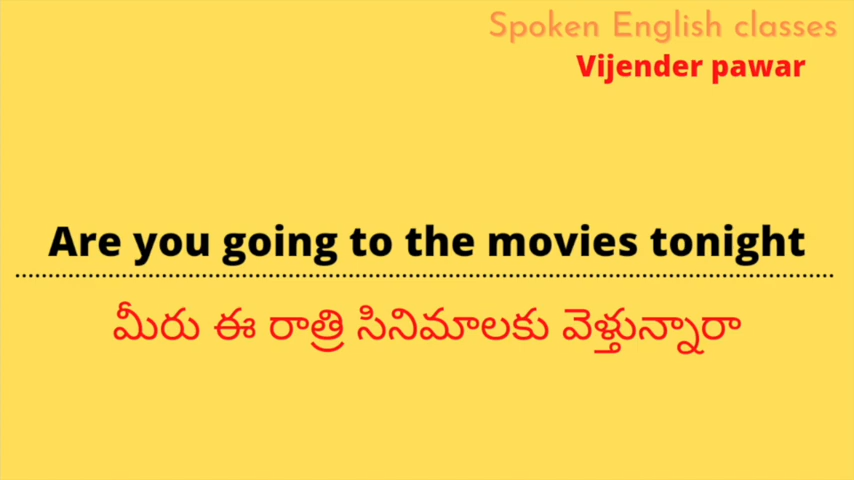 Spoken English classes
Vijender pawar
Are you going to the movies tonight
మీరు ఈ రాత్రి సినిమాలకు వెళ్తున్నారా